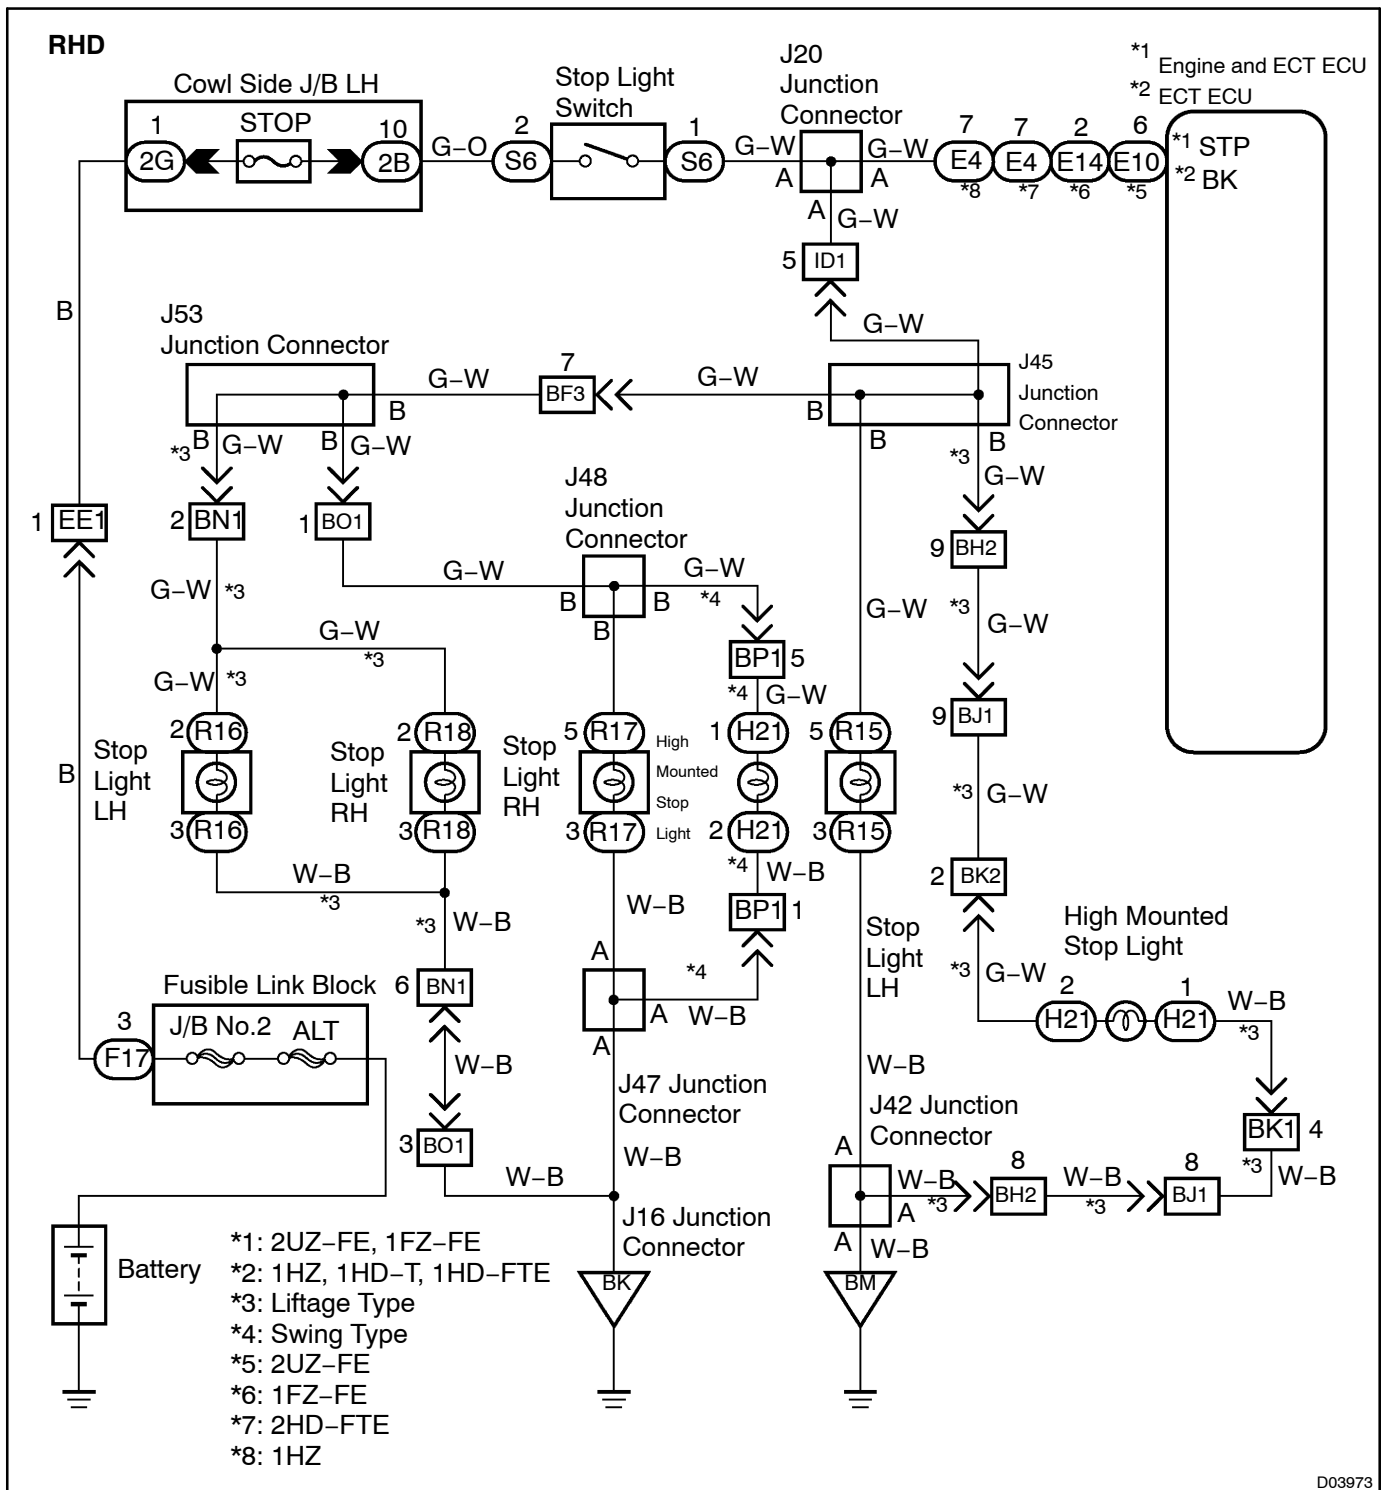 RHD
Cowl Side J/B LH
1
STOP
10
2G
2B
G–O
Stop Light
Switch
2
1
S6
S6
G–W
A
J20
Junction
Connector
G–W
A
A
G–W
7
7
2
6
E4
E4
E14
E10
*8
*7
*6
*5
*1 Engine and ECT ECU
*2 ECT ECU
*1 STP
*2 BK
5
ID1
G–W
B
J53
Junction Connector
G–W
7
BF3
G–W
J45
Junction
Connector
B
B
B
B
*3
B
G–W
B
G–W
*3
G–W
1
EE1
2
BN1
1
BO1
J48
Junction
Connector
9
BH2
G–W
*3
G–W
G–W
*4
B
B
B
G–W
*3
G–W
G–W
*3
BP1
5
G–W
*3
*4
G–W
9
BJ1
Stop
Light
LH
2
R16
3
R16
Stop
Light
RH
2
R18
3
R18
Stop
Light
RH
5
R17
3
R17
High
Mounted
Stop
Light
1
H21
2
H21
5
R15
3
R15
*3
G–W
B
W–B
*3
*3
W–B
W–B
*4
W–B
BP1
1
2
BK2
Stop
Light
LH
High Mounted
Stop Light
*3
G–W
2
H21
1
H21
W–B
*3
A
A
A
*4
W–B
Fusible Link Block
6
BN1
3
F17
J/B No.2
ALT
W–B
J47 Junction
Connector
W–B
J42 Junction
Connector
BK1
4
3
BO1
W–B
W–B
A
W–B
*3
A
A
W–B
8
BH2
W–B
*3
8
BJ1
*3
W–B
J16 Junction
Connector
BK
BM
Battery
*1: 2UZ–FE, 1FZ–FE
*2: 1HZ, 1HD–T, 1HD–FTE
*3: Liftage Type
*4: Swing Type
*5: 2UZ–FE
*6: 1FZ–FE
*7: 2HD–FTE
*8: 1HZ
D03973